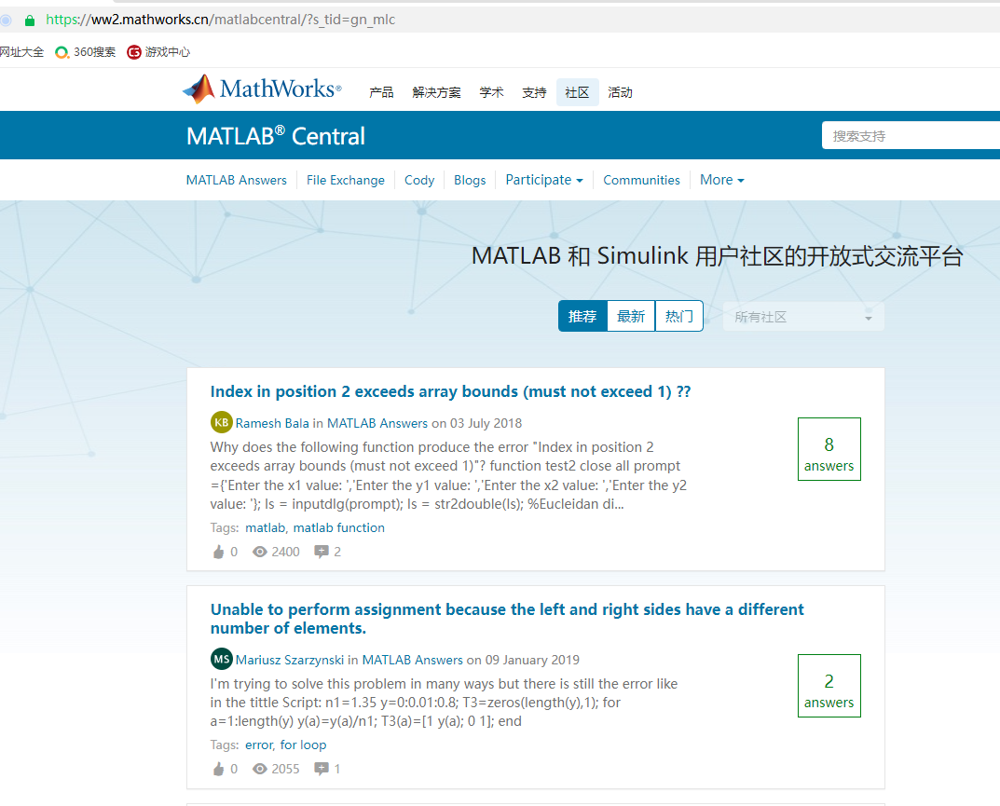 https://ww2.mathworks.cn/matlabcentral/?s_tid=gn_mlc
网址大全 360搜索 游戏中心
MathWorks® 产品 解决方案 学术 支持 社区 活动
MATLAB® Central 搜索支持
MATLAB Answers File Exchange Cody Blogs Participate Communities More
MATLAB 和 Simulink 用户社区的开放式交流平台
推荐 最新 热门 所有社区
Index in position 2 exceeds array bounds (must not exceed 1) ??
KB Ramesh Bala in MATLAB Answers on 03 July 2018
Why does the following function produce the error "Index in position 2
exceeds array bounds (must not exceed 1)"? function test2 close all prompt
={'Enter the x1 value: ','Enter the y1 value: ','Enter the x2 value: ','Enter the y2
value: '}; Is = inputdlg(prompt); Is = str2double(Is); %Eucleidan di...
8
answers
Tags: matlab, matlab function
0 2400 2
Unable to perform assignment because the left and right sides have a different
number of elements.
MS Mariusz Szarzynski in MATLAB Answers on 09 January 2019
I'm trying to solve this problem in many ways but there is still the error like
in the tittle Script: n1=1.35 y=0:0.01:0.8; T3=zeros(length(y),1); for
a=1:length(y) y(a)=y(a)/n1; T3(a)=[1 y(a); 0 1]; end
2
answers
Tags: error, for loop
0 2055 1